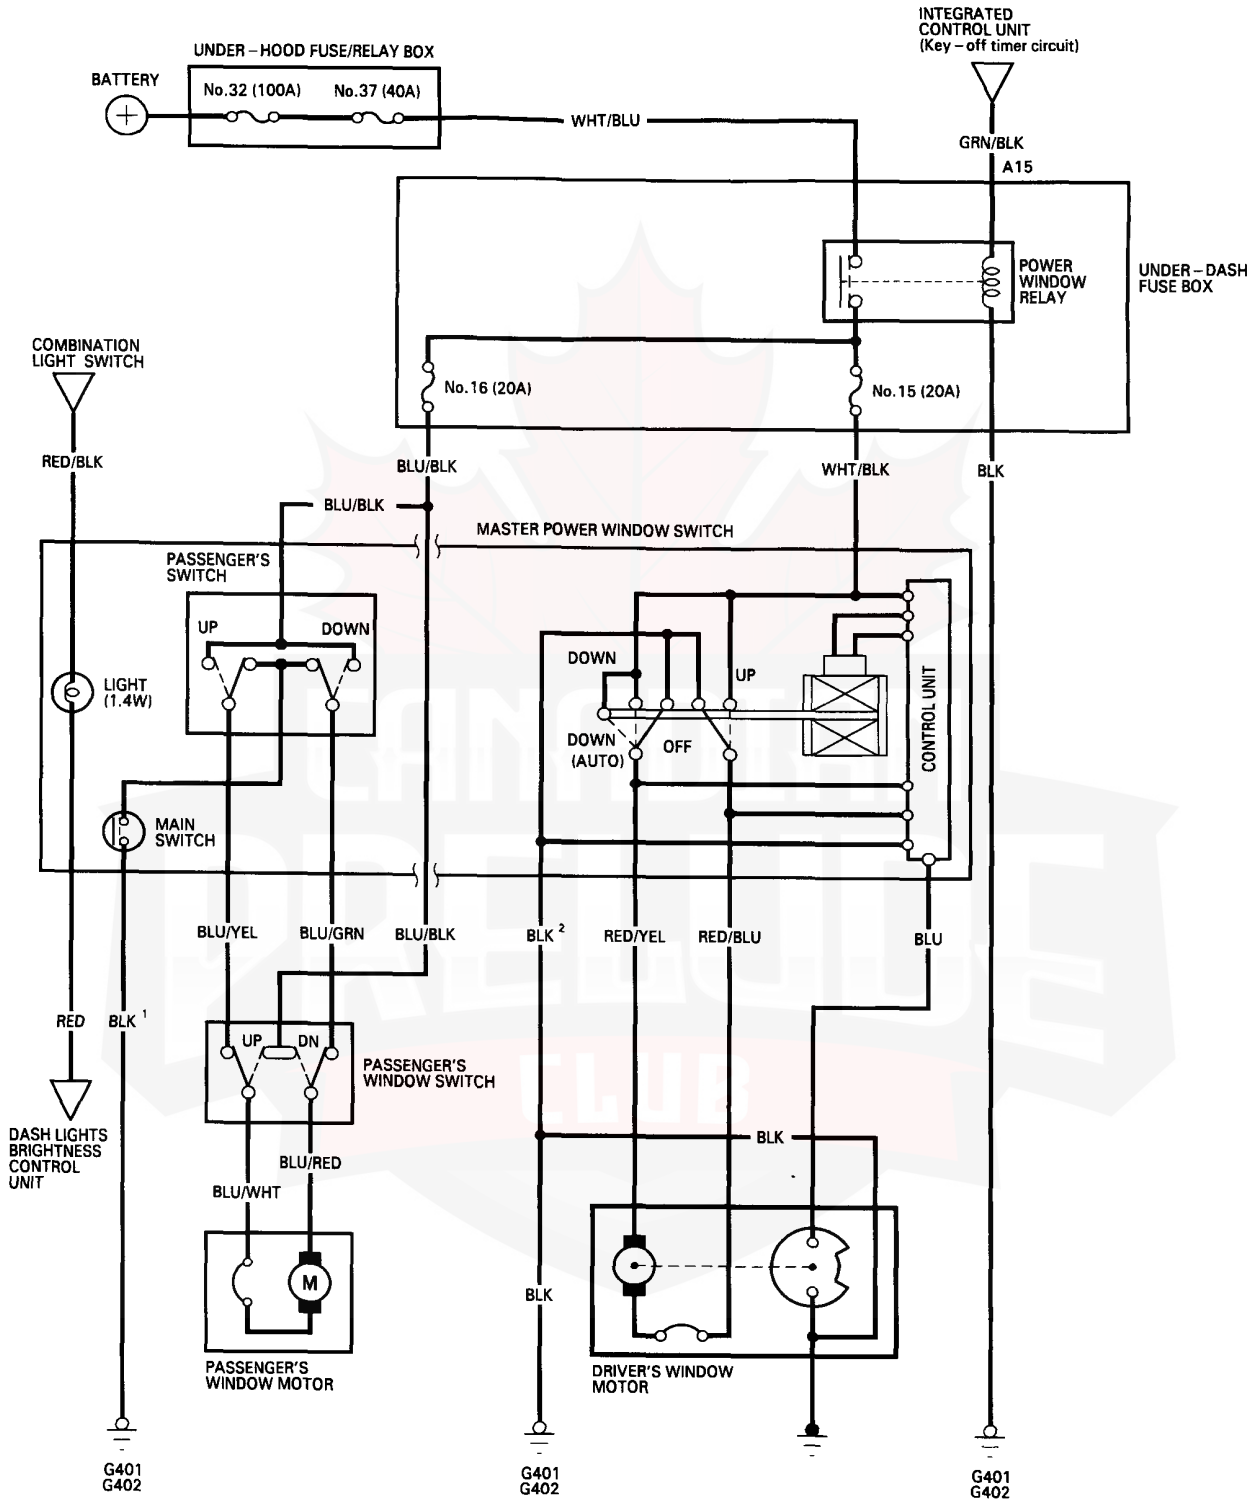 INTEGRATED
CONTROL UNIT
(Key – off timer circuit)
UNDER – HOOD FUSE/RELAY BOX
BATTERY
No.32 (100A) No.37 (40A)
WHT/BLU
GRN/BLK
A15
POWER
WINDOW
RELAY
UNDER – DASH
FUSE BOX
COMBINATION
LIGHT SWITCH
No.16 (20A)
No.15 (20A)
RED/BLK
BLU/BLK
WHT/BLK
BLK
BLU/BLK
MASTER POWER WINDOW SWITCH
PASSENGER'S
SWITCH
UP DOWN
LIGHT
(1.4W)
DOWN
UP
DOWN
(AUTO)
OFF
CONTROL UNIT
MAIN
SWITCH
CANADIAN
PRELUDE
CLUB
BLU/YEL BLU/GRN BLU/BLK BLK 2 RED/YEL RED/BLU BLU
RED BLK 1
UP DN
PASSENGER'S
WINDOW SWITCH
DASH LIGHTS
BRIGHTNESS
CONTROL
UNIT
BLK
BLU/RED
BLU/WHT
M
BLK
PASSENGER'S
WINDOW MOTOR
DRIVER'S WINDOW
MOTOR
G401
G402
G401
G402
G401
G402